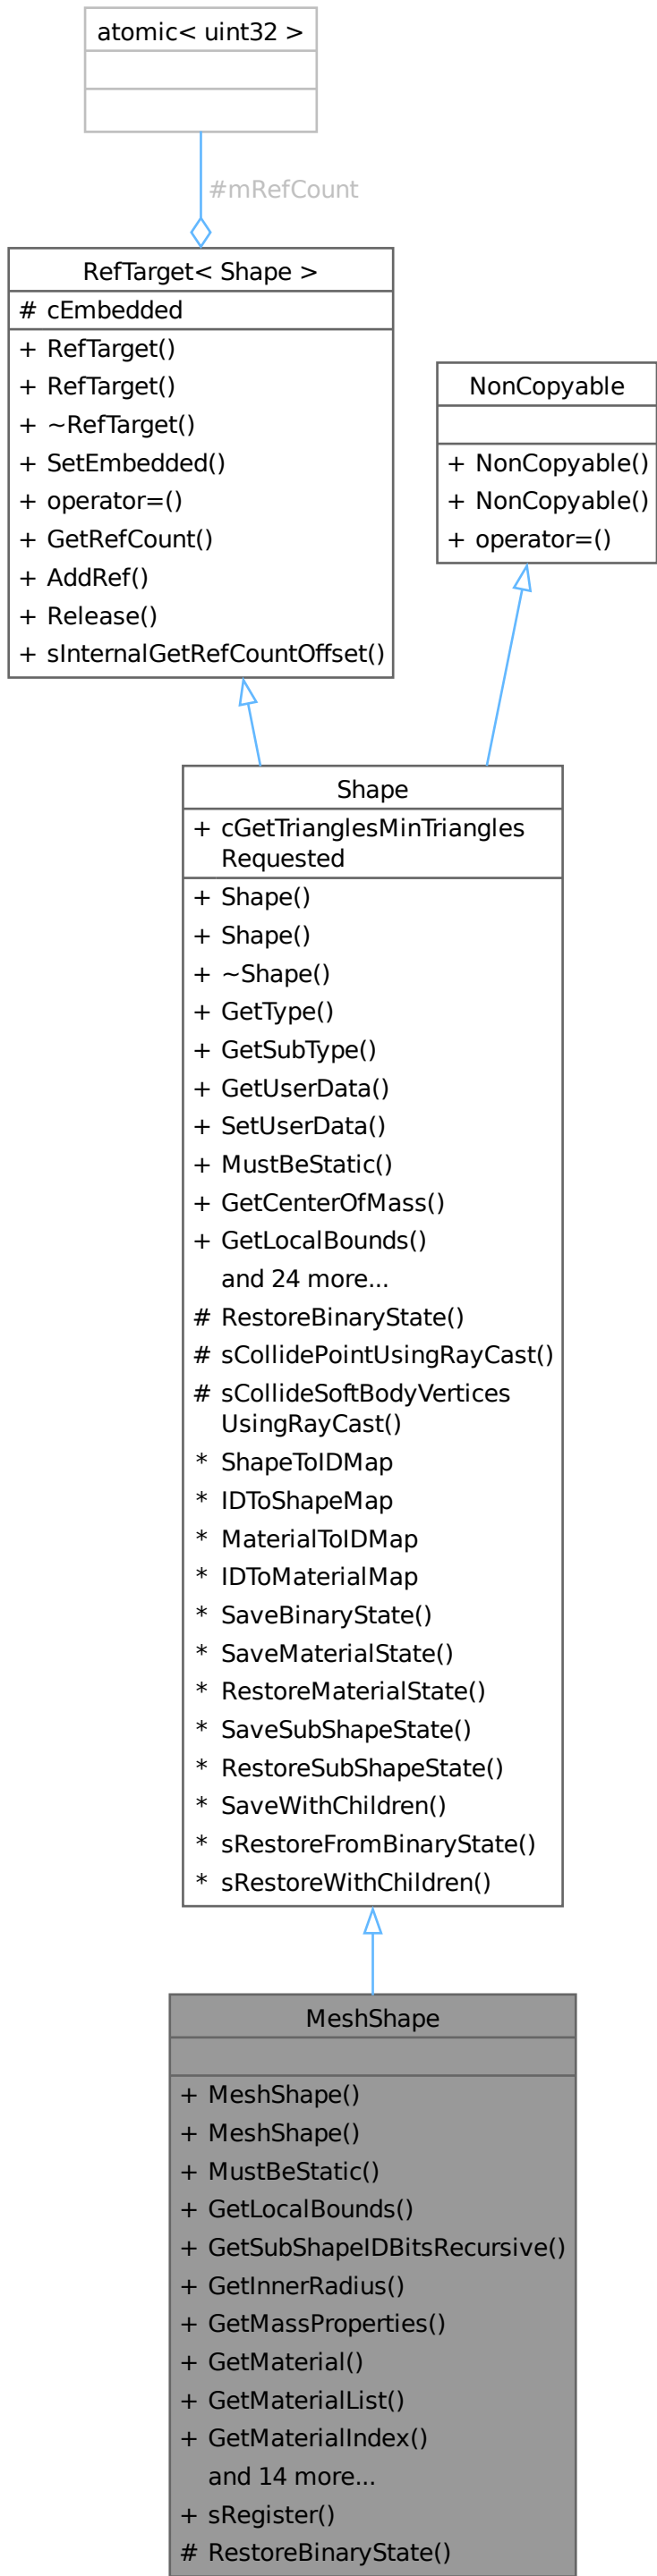 atomic< uint32 >
#mRefCount
RefTarget< Shape >
# cEmbedded
+ RefTarget()
+ RefTarget()
+ ~RefTarget()
+ SetEmbedded()
+ operator=()
+ GetRefCount()
+ AddRef()
+ Release()
+ sInternalGetRefCountOffset()
NonCopyable
+ NonCopyable()
+ NonCopyable()
+ operator=()
Shape
+ cGetTrianglesMinTriangles
Requested
+ Shape()
+ Shape()
+ ~Shape()
+ GetType()
+ GetSubType()
+ GetUserData()
+ SetUserData()
+ MustBeStatic()
+ GetCenterOfMass()
+ GetLocalBounds()
and 24 more...
# RestoreBinaryState()
# sCollidePointUsingRayCast()
# sCollideSoftBodyVertices
UsingRayCast()
* ShapeToIDMap
* IDToShapeMap
* MaterialToIDMap
* IDToMaterialMap
* SaveBinaryState()
* SaveMaterialState()
* RestoreMaterialState()
* SaveSubShapeState()
* RestoreSubShapeState()
* SaveWithChildren()
* sRestoreFromBinaryState()
* sRestoreWithChildren()
MeshShape
+ MeshShape()
+ MeshShape()
+ MustBeStatic()
+ GetLocalBounds()
+ GetSubShapeIDBitsRecursive()
+ GetInnerRadius()
+ GetMassProperties()
+ GetMaterial()
+ GetMaterialList()
+ GetMaterialIndex()
and 14 more...
+ sRegister()
# RestoreBinaryState()